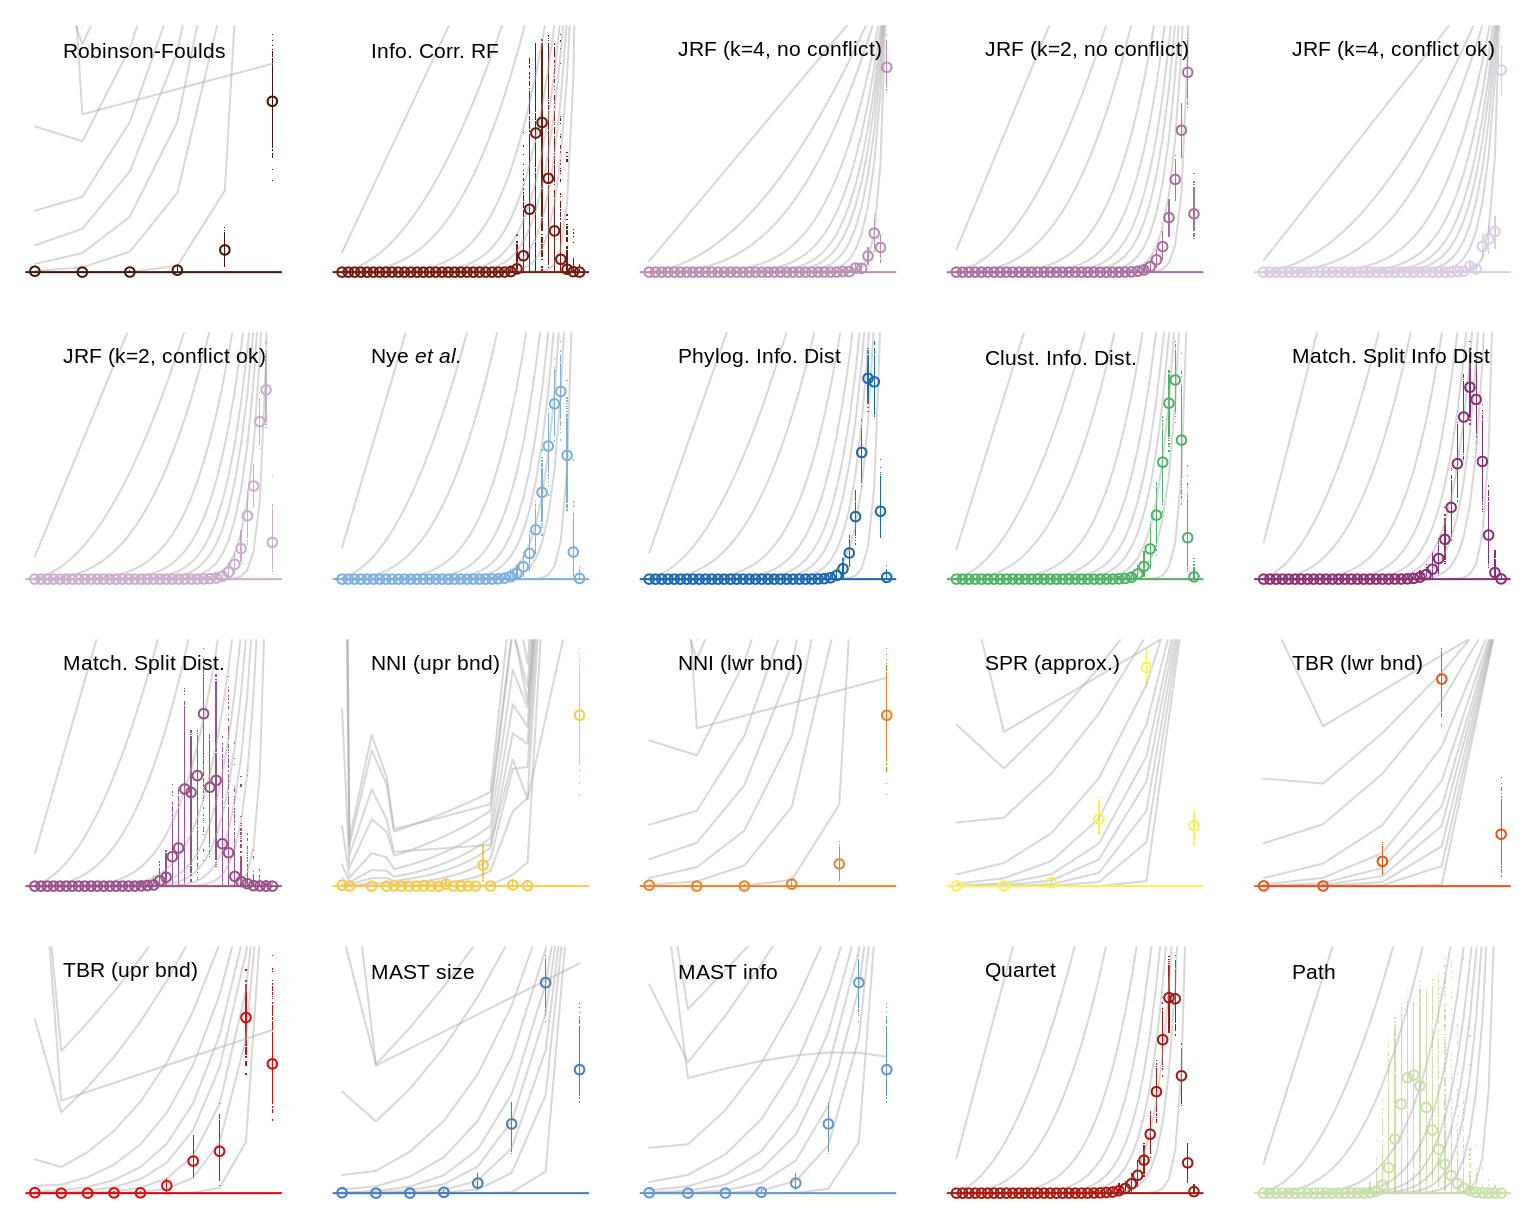 Robinson-Foulds
Info. Corr. RF
JRF (k=4, no conflict)
JRF (k=2, no conflict)
JRF (k=4, conflict ok)
JRF (k=2, conflict ok)
Nye et al.
Phylog. Info. Dist
Clust. Info. Dist.
Match. Split Info Dist
Match. Split Dist.
NNI (upr bnd)
NNI (lwr bnd)
SPR (approx.)
TBR (lwr bnd)
TBR (upr bnd)
MAST size
MAST info
Quartet
Path